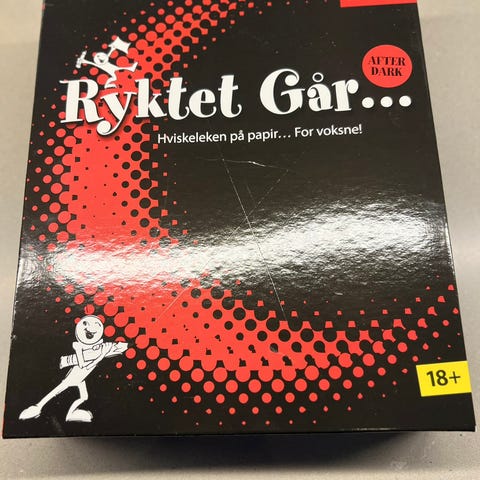 AFTER
DARK
Ryktet Går...
Hviskeleken på papir... For voksne!
18+